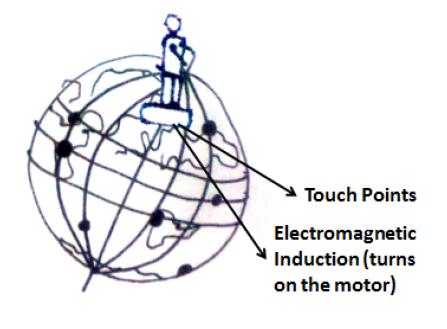 Touch Points
Electromagnetic
Induction (turns
on the motor)